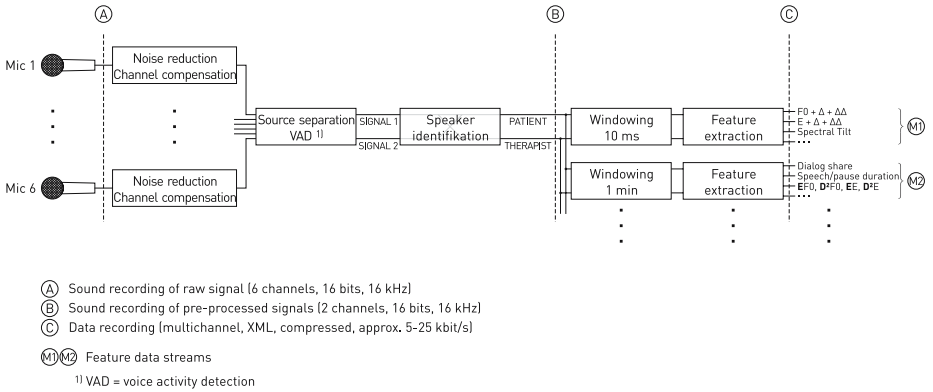 A B C
Mic 1
Noise reduction
Channel compensation
Source separation
VAD 1)
SIGNAL 1
SIGNAL 2
Speaker
identifikation
PATIENT
THERAPIST
Windowing
10 ms
Feature
extraction
F0 + Δ + ΔΔ
E + Δ + ΔΔ
Spectral Tilt
M1
Mic 6
Noise reduction
Channel compensation
Windowing
1 min
Feature
extraction
Dialog share
Speech/pause duration
EF0, D²F0, EE, D²E
M2
A Sound recording of raw signal (6 channels, 16 bits, 16 kHz)
B Sound recording of pre-processed signals (2 channels, 16 bits, 16 kHz)
C Data recording (multichannel, XML, compressed, approx. 5-25 kbit/s)
M1 M2 Feature data streams
1) VAD = voice activity detection